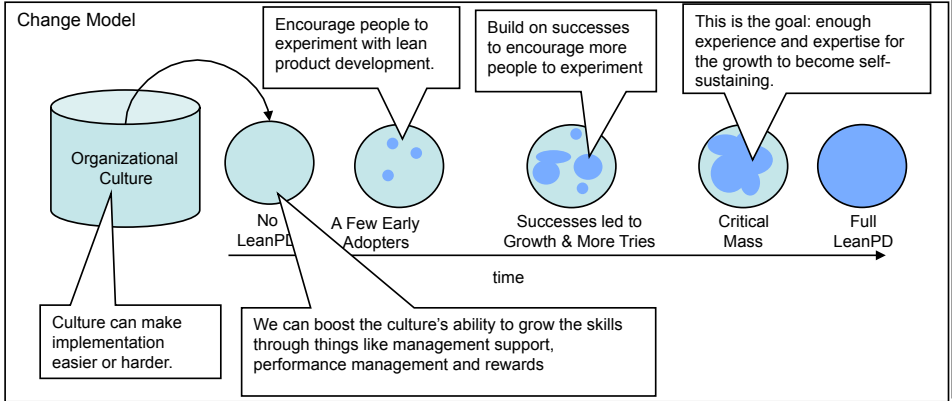 Change Model
Encourage people to
experiment with lean
product development.
Build on successes
to encourage more
people to experiment
This is the goal: enough
experience and expertise for
the growth to become self-
sustaining.
Organizational
Culture
No
LeanPD
A Few Early
Adopters
Successes led to
Growth & More Tries
Critical
Mass
Full
LeanPD
time
Culture can make
implementation
easier or harder.
We can boost the culture's ability to grow the skills
through things like management support,
performance management and rewards